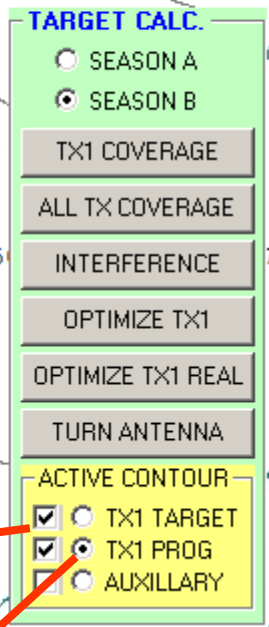 TARGET CALC.
SEASON A
SEASON B
TX1 COVERAGE
ALL TX COVERAGE
INTERFERENCE
OPTIMIZE TX1
OPTIMIZE TX1 REAL
TURN ANTENNA
ACTIVE CONTOUR
TX1 TARGET
TX1 PROG
AUXILLARY